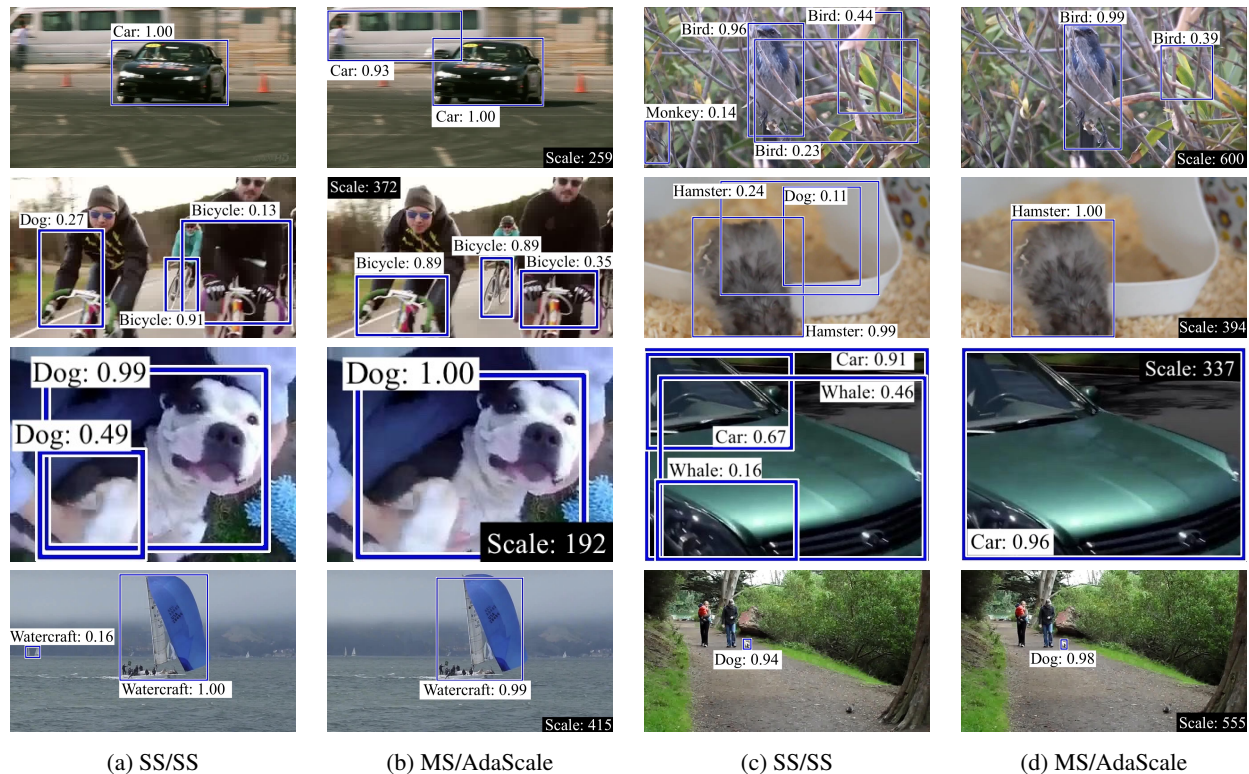 Car: 1.00
Car: 0.93
Car: 1.00
Scale: 259
Bird: 0.44
Bird: 0.96
Monkey: 0.14
Bird: 0.23
Bird: 0.99
Bird: 0.39
Scale: 600
Dog: 0.27
Bicycle: 0.13
Bicycle: 0.91
Scale: 372
Bicycle: 0.89
Bicycle: 0.89
Bicycle: 0.35
Hamster: 0.24
Dog: 0.11
Hamster: 0.99
Hamster: 1.00
Scale: 394
Dog: 0.99
Dog: 0.49
Dog: 1.00
Scale: 192
Car: 0.91
Whale: 0.46
Car: 0.67
Whale: 0.16
Scale: 337
Car: 0.96
Watercraft: 0.16
Watercraft: 1.00
Watercraft: 0.99
Scale: 415
Dog: 0.94
Dog: 0.98
Scale: 555
(a) SS/SS
(b) MS/AdaScale
(c) SS/SS
(d) MS/AdaScale